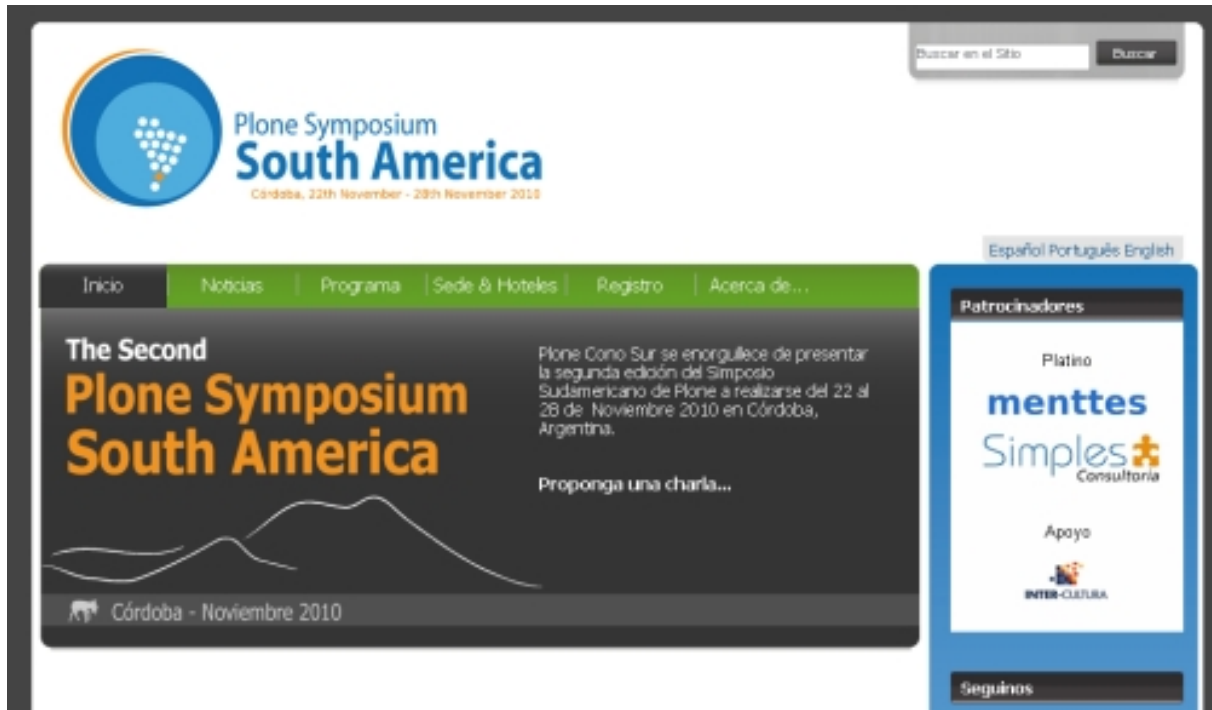 Buscar en el Sitio
Buscar
Plone Symposium
South America
Córdoba, 22th November - 28th November 2010
Español Português English
Inicio
Noticias
Programa
Sede & Hoteles
Registro
Acerca de...
The Second
Plone Symposium
South America
Plone Cono Sur se enorgullece de presentar
la segunda edición del Simposio
Sudamericano de Plone a realizarse del 22 al
28 de Noviembre 2010 en Córdoba,
Argentina.
Proponga una charla...
Córdoba - Noviembre 2010
Patrocinadores
Platino
menttes
Simples
Consultoria
Apoyo
INTER-CULTURA
Seguinos